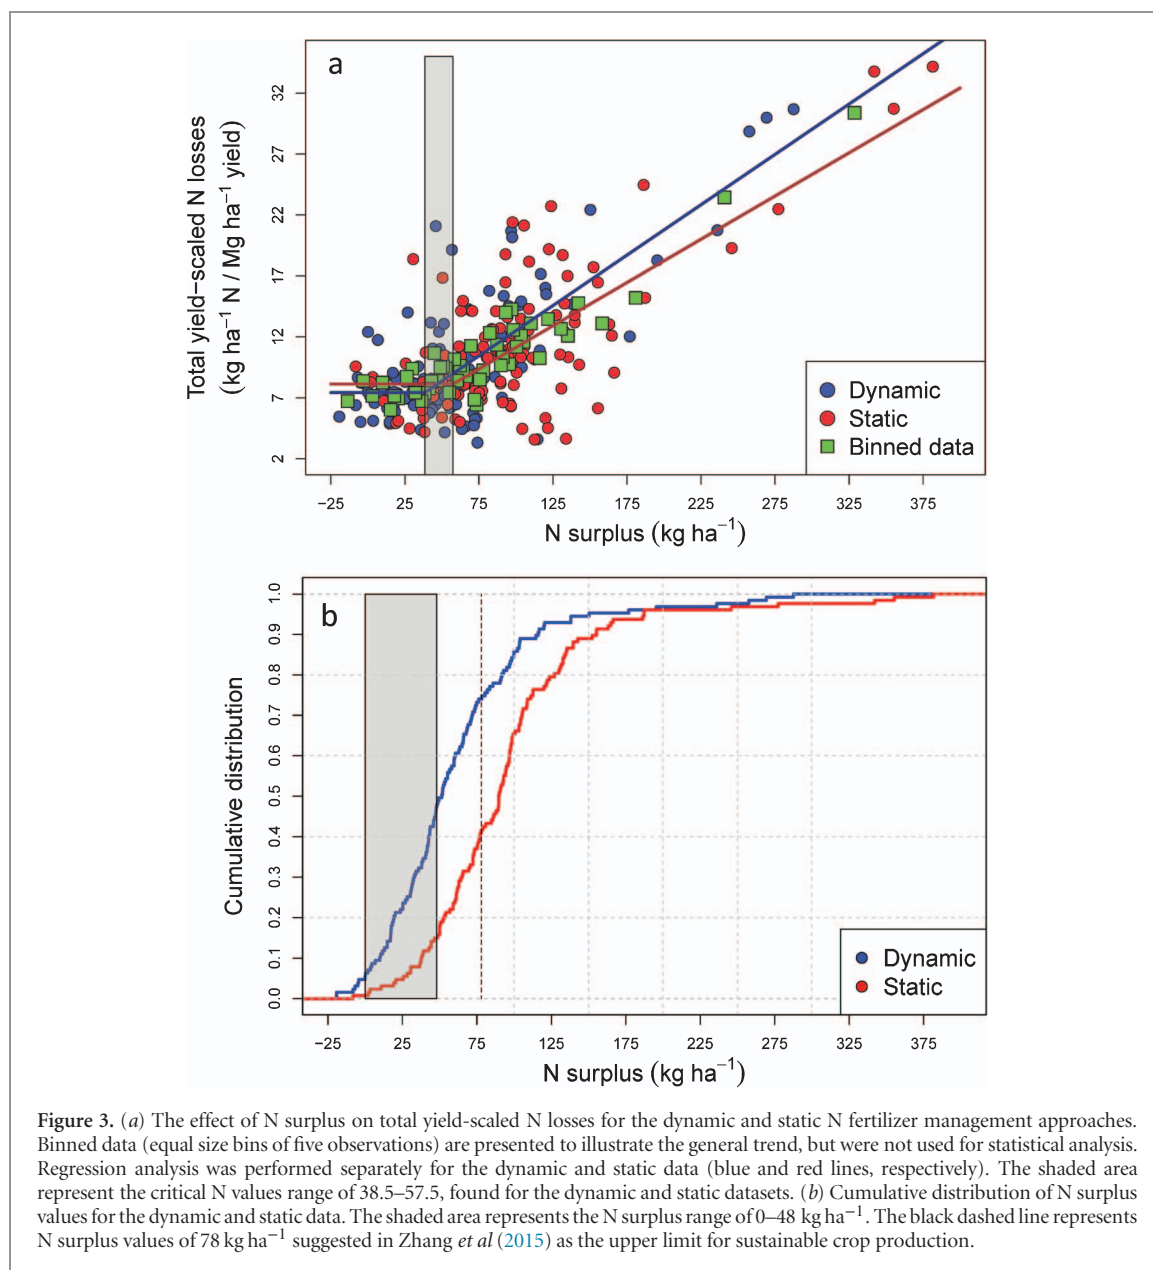 a
Total yield–scaled N losses
(kg ha⁻¹ N / Mg ha⁻¹ yield)
32
27
22
17
12
7
2
Dynamic
Static
Binned data
−25 25 75 125 175 225 275 325 375
N surplus (kg ha⁻¹)
b
Cumulative distribution
1.0
0.9
0.8
0.7
0.6
0.5
0.4
0.3
0.2
0.1
0.0
Dynamic
Static
−25 25 75 125 175 225 275 325 375
N surplus (kg ha⁻¹)
Figure 3. (a) The effect of N surplus on total yield-scaled N losses for the dynamic and static N fertilizer management approaches.
Binned data (equal size bins of five observations) are presented to illustrate the general trend, but were not used for statistical analysis.
Regression analysis was performed separately for the dynamic and static data (blue and red lines, respectively). The shaded area
represent the critical N values range of 38.5–57.5, found for the dynamic and static datasets. (b) Cumulative distribution of N surplus
values for the dynamic and static data. The shaded area represents the N surplus range of 0–48 kg ha⁻¹. The black dashed line represents
N surplus values of 78 kg ha⁻¹ suggested in Zhang et al (2015) as the upper limit for sustainable crop production.